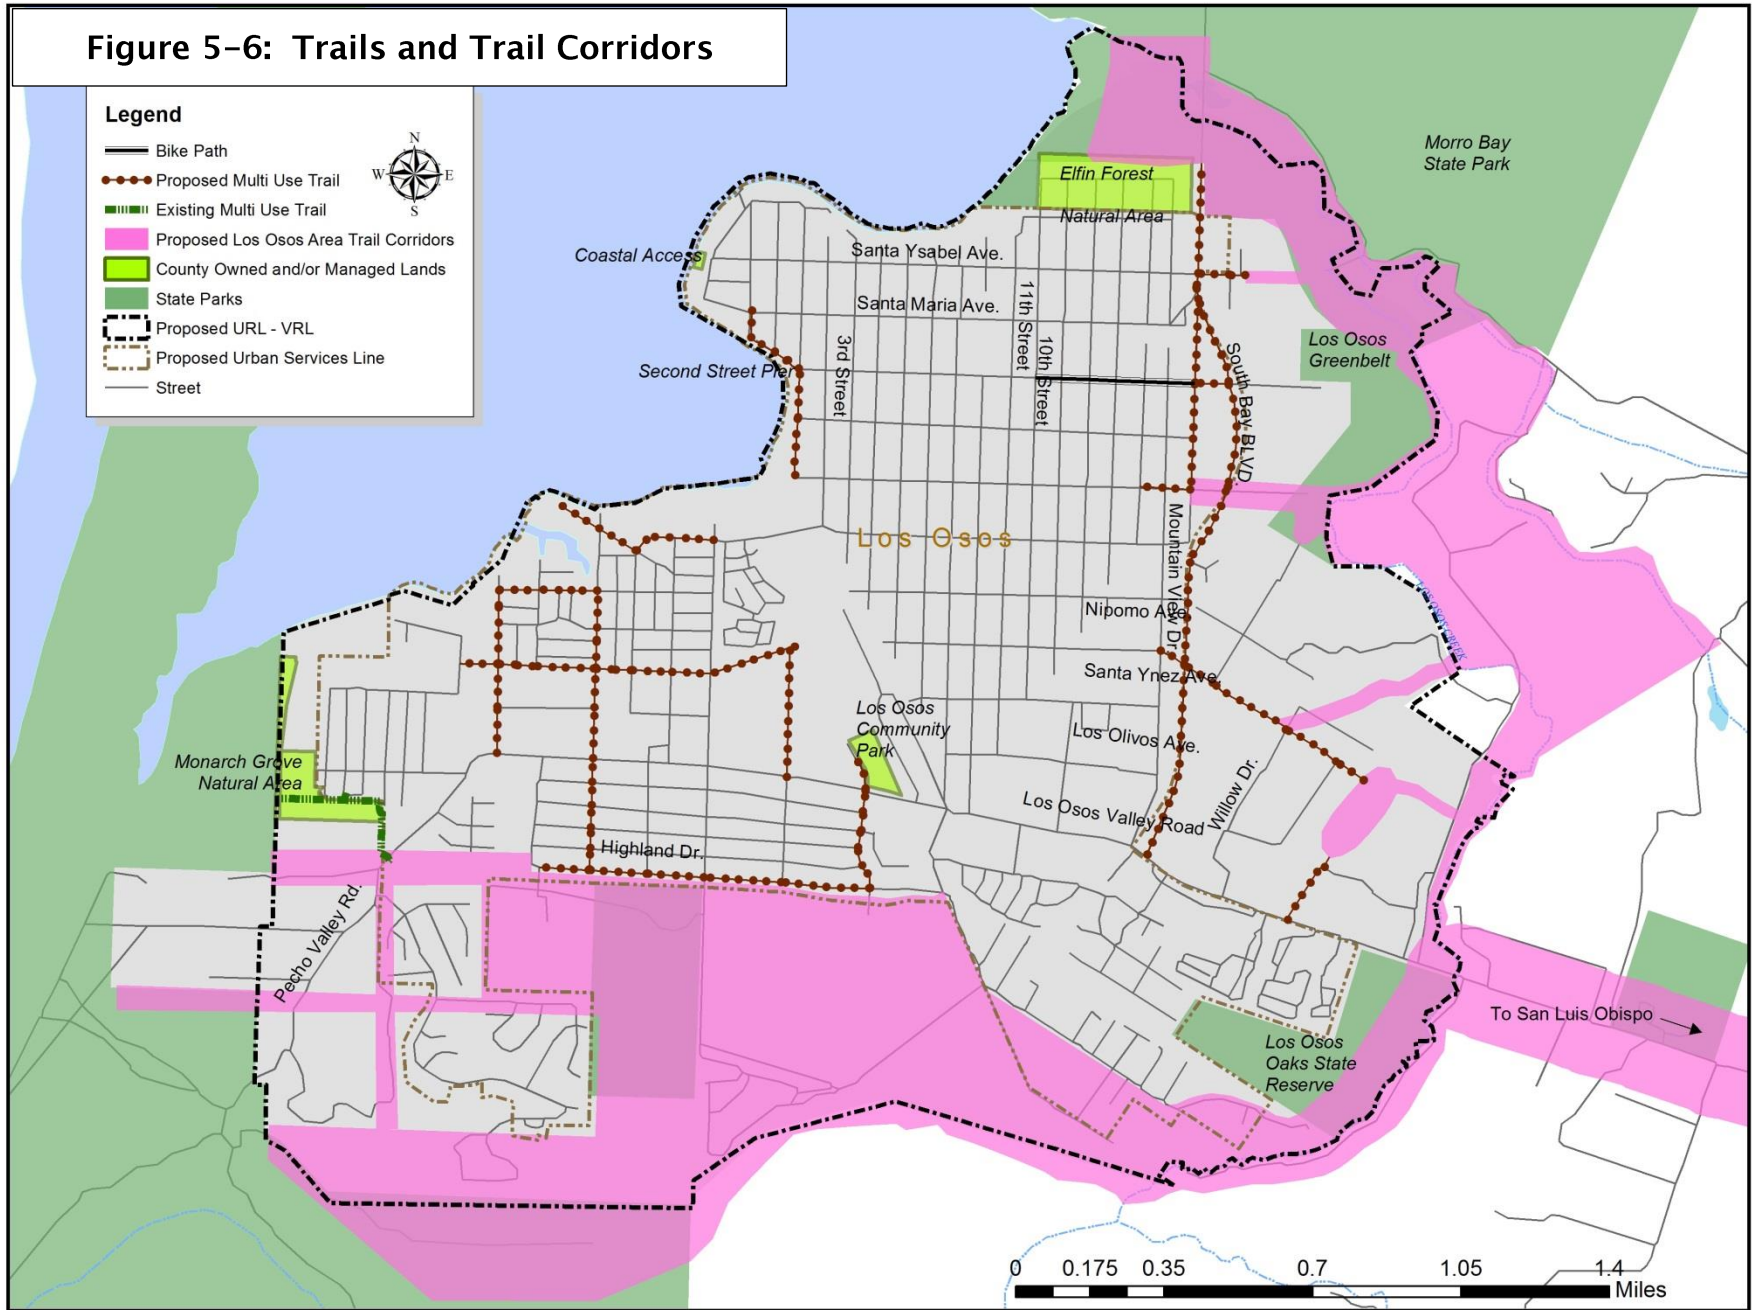 Figure 5-6: Trails and Trail Corridors
Legend
Bike Path
Proposed Multi Use Trail
Existing Multi Use Trail
Proposed Los Osos Area Trail Corridors
County Owned and/or Managed Lands
State Parks
Proposed URL - VRL
Proposed Urban Services Line
Street
N
W
E
S
Morro Bay
State Park
Elfin Forest
Natural Area
Coastal Access
Santa Ysabel Ave.
Santa Maria Ave.
11th Street
10th Street
3rd Street
Second Street Pier
South Bay BLVD
Los Osos
Greenbelt
Los Osos
Mountain View Dr.
Nipomo Ave.
LOS OSOS CREEK
Santa Ynez Ave.
Los Osos
Community
Park
Los Olivos Ave.
Monarch Grove
Natural Area
Willow Dr.
Los Osos Valley Road
Highland Dr.
Pecho Valley Rd.
To San Luis Obispo
Los Osos
Oaks State
Reserve
0
0.175
0.35
0.7
1.05
1.4
Miles